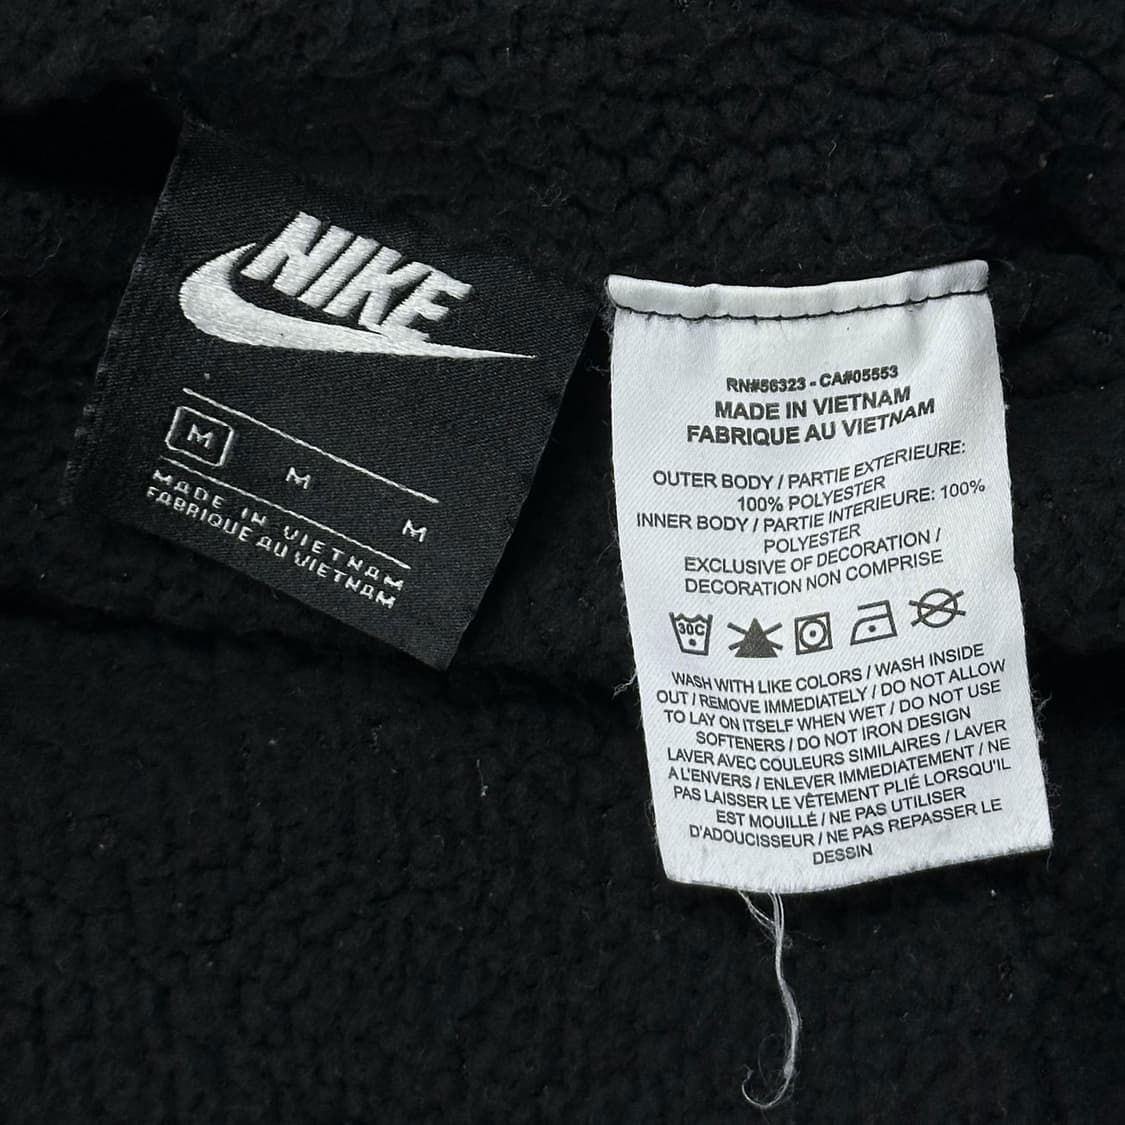 NIKE
M
M
M
MADE IN VIETNAM
FABRIQUE AU VIETNAM
RN#56323 - CA#05553
MADE IN VIETNAM
FABRIQUE AU VIETNAM
OUTER BODY / PARTIE EXTERIEURE:
100% POLYESTER
INNER BODY / PARTIE INTERIEURE: 100%
POLYESTER
EXCLUSIVE OF DECORATION /
DECORATION NON COMPRISE
30C
WASH WITH LIKE COLORS / WASH INSIDE
OUT / REMOVE IMMEDIATELY / DO NOT ALLOW
TO LAY ON ITSELF WHEN WET / DO NOT USE
SOFTENERS / DO NOT IRON DESIGN
LAVER AVEC COULEURS SIMILAIRES / LAVER
A L'ENVERS / ENLEVER IMMEDIATEMENT / NE
PAS LAISSER LE VÊTEMENT PLIÉ LORSQU'IL
EST MOUILLÉ / NE PAS UTILISER
D'ADOUCISSEUR / NE PAS REPASSER LE
DESSIN